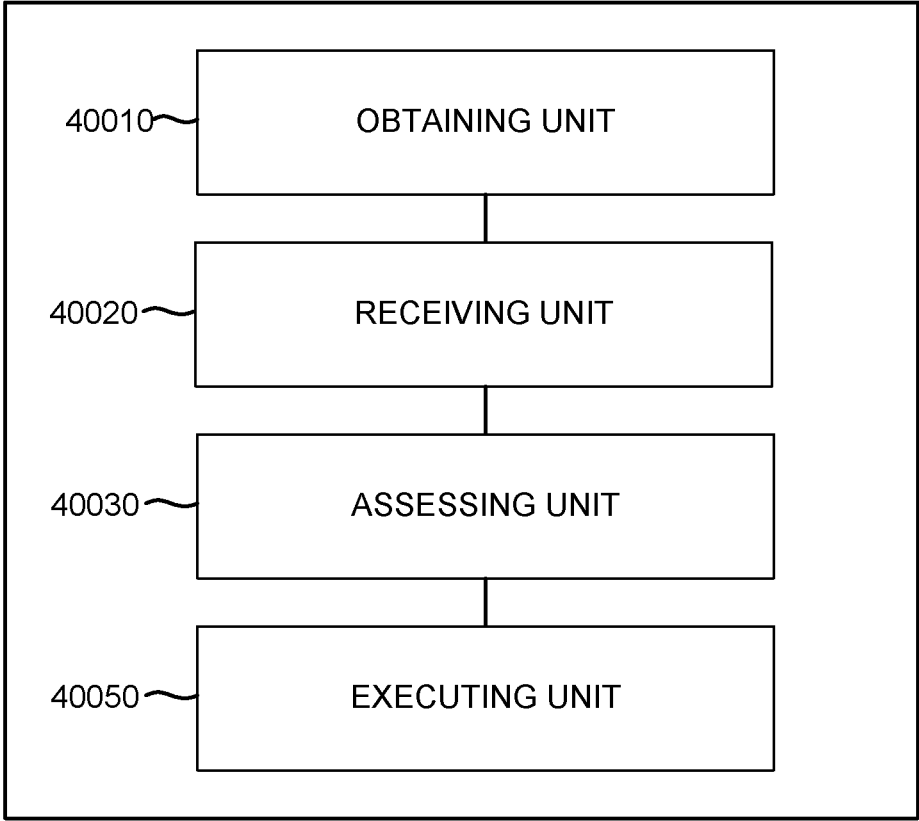 40010 OBTAINING UNIT
40020 RECEIVING UNIT
40030 ASSESSING UNIT
40050 EXECUTING UNIT